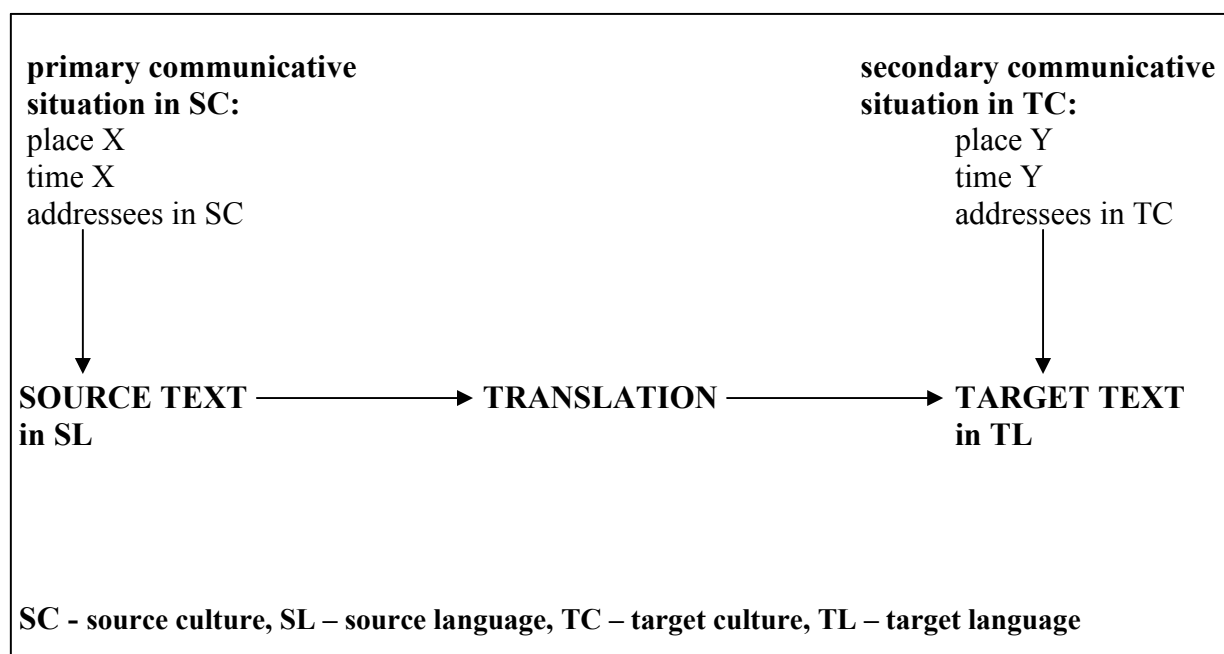 primary communicative
situation in SC:
place X
time X
addressees in SC
secondary communicative
situation in TC:
place Y
time Y
addressees in TC
SOURCE TEXT
in SL
TRANSLATION
TARGET TEXT
in TL
SC - source culture, SL – source language, TC – target culture, TL – target language